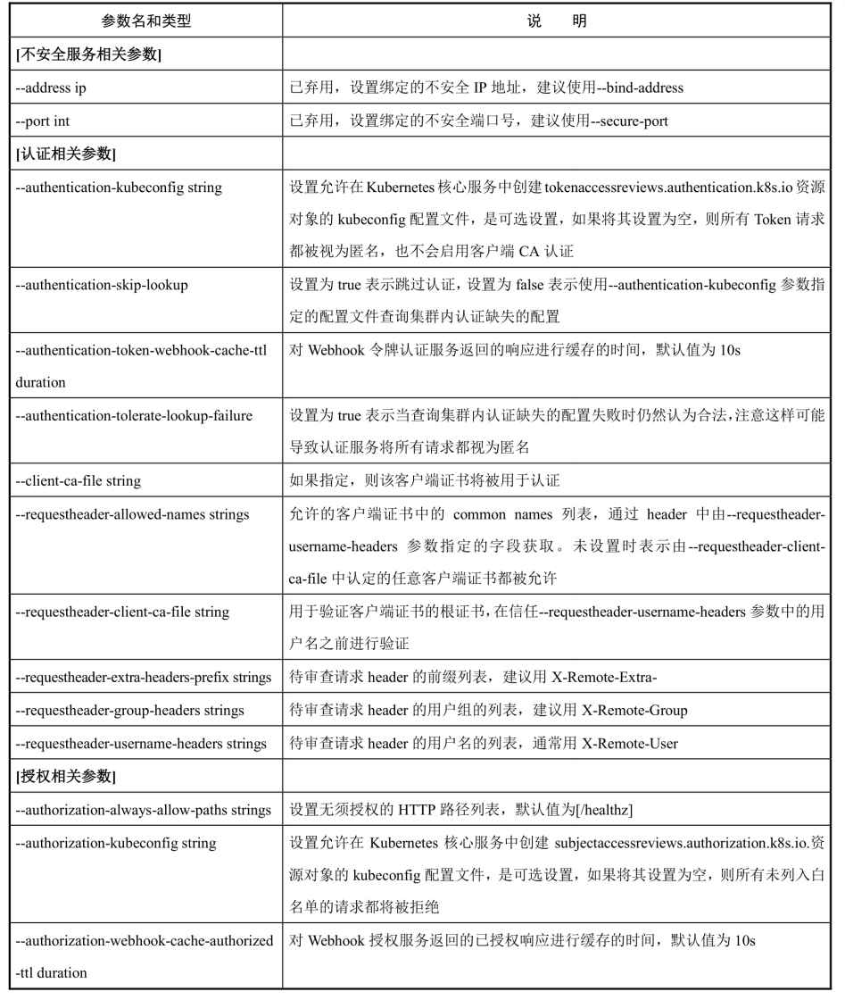 参数名和类型
说 明
[不安全服务相关参数]
--address ip
已弃用，设置绑定的不安全 IP 地址，建议使用--bind-address
--port int
已弃用，设置绑定的不安全端口号，建议使用--secure-port
[认证相关参数]
--authentication-kubeconfig string
设置允许在 Kubernetes 核心服务中创建 tokenaccessreviews.authentication.k8s.io 资源
对象的 kubeconfig 配置文件，是可选设置，如果将其设置为空，则所有 Token 请求
都被视为匿名，也不会启用客户端 CA 认证
--authentication-skip-lookup
设置为 true 表示跳过认证，设置为 false 表示使用--authentication-kubeconfig 参数指
定的配置文件查询集群内认证缺失的配置
--authentication-token-webhook-cache-ttl
duration
对 Webhook 令牌认证服务返回的响应进行缓存的时间，默认值为 10s
--authentication-tolerate-lookup-failure
设置为 true 表示当查询集群内认证缺失的配置失败时仍然认为合法，注意这样可能
导致认证服务将所有请求都视为匿名
--client-ca-file string
如果指定，则该客户端证书将被用于认证
--requestheader-allowed-names strings
允许的客户端证书中的 common names 列表，通过 header 中由--requestheader-
username-headers 参数指定的字段获取。未设置时表示由--requestheader-client-
ca-file 中认定的任意客户端证书都被允许
--requestheader-client-ca-file string
用于验证客户端证书的根证书，在信任--requestheader-username-headers 参数中的用
户名之前进行验证
--requestheader-extra-headers-prefix strings
待审查请求 header 的前缀列表，建议用 X-Remote-Extra-
--requestheader-group-headers strings
待审查请求 header 的用户组的列表，建议用 X-Remote-Group
--requestheader-username-headers strings
待审查请求 header 的用户名的列表，通常用 X-Remote-User
[授权相关参数]
--authorization-always-allow-paths strings
设置无须授权的 HTTP 路径列表，默认值为[/healthz]
--authorization-kubeconfig string
设置允许在 Kubernetes 核心服务中创建 subjectaccessreviews.authorization.k8s.io.资
源对象的 kubeconfig 配置文件，是可选设置，如果将其设置为空，则所有未列入白
名单的请求都将被拒绝
--authorization-webhook-cache-authorized
-ttl duration
对 Webhook 授权服务返回的已授权响应进行缓存的时间，默认值为 10s